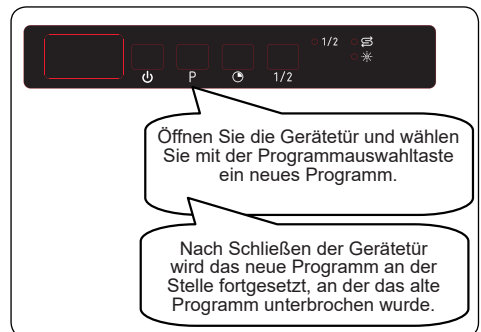 1/2
P
1/2
Öffnen Sie die Gerätetür und wählen
Sie mit der Programmauswahltaste
ein neues Programm.
Nach Schließen der Gerätetür
wird das neue Programm an der
Stelle fortgesetzt, an der das alte
Programm unterbrochen wurde.